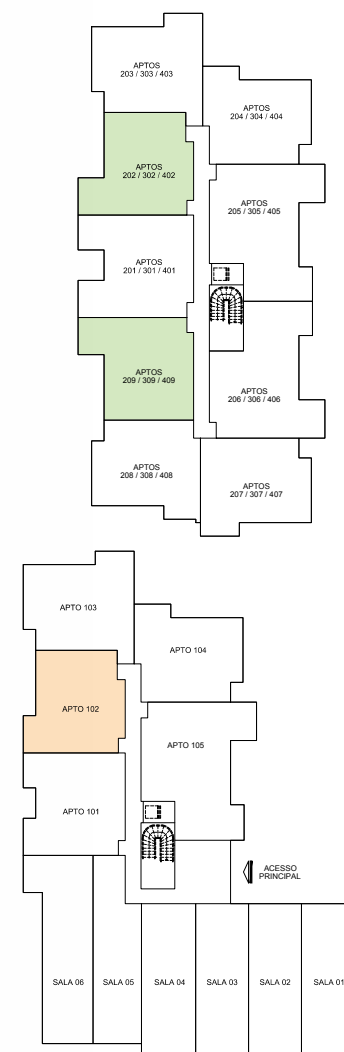 APTOS
203 / 303 / 403
APTOS
204 / 304 / 404
APTOS
202 / 302 / 402
APTOS
205 / 305 / 405
APTOS
201 / 301 / 401
APTOS
209 / 309 / 409
APTOS
206 / 306 / 406
APTOS
208 / 308 / 408
APTOS
207 / 307 / 407
APTO 103
APTO 104
APTO 102
APTO 105
APTO 101
ACESSO
PRINCIPAL
SALA 06
SALA 05
SALA 04
SALA 03
SALA 02
SALA 01